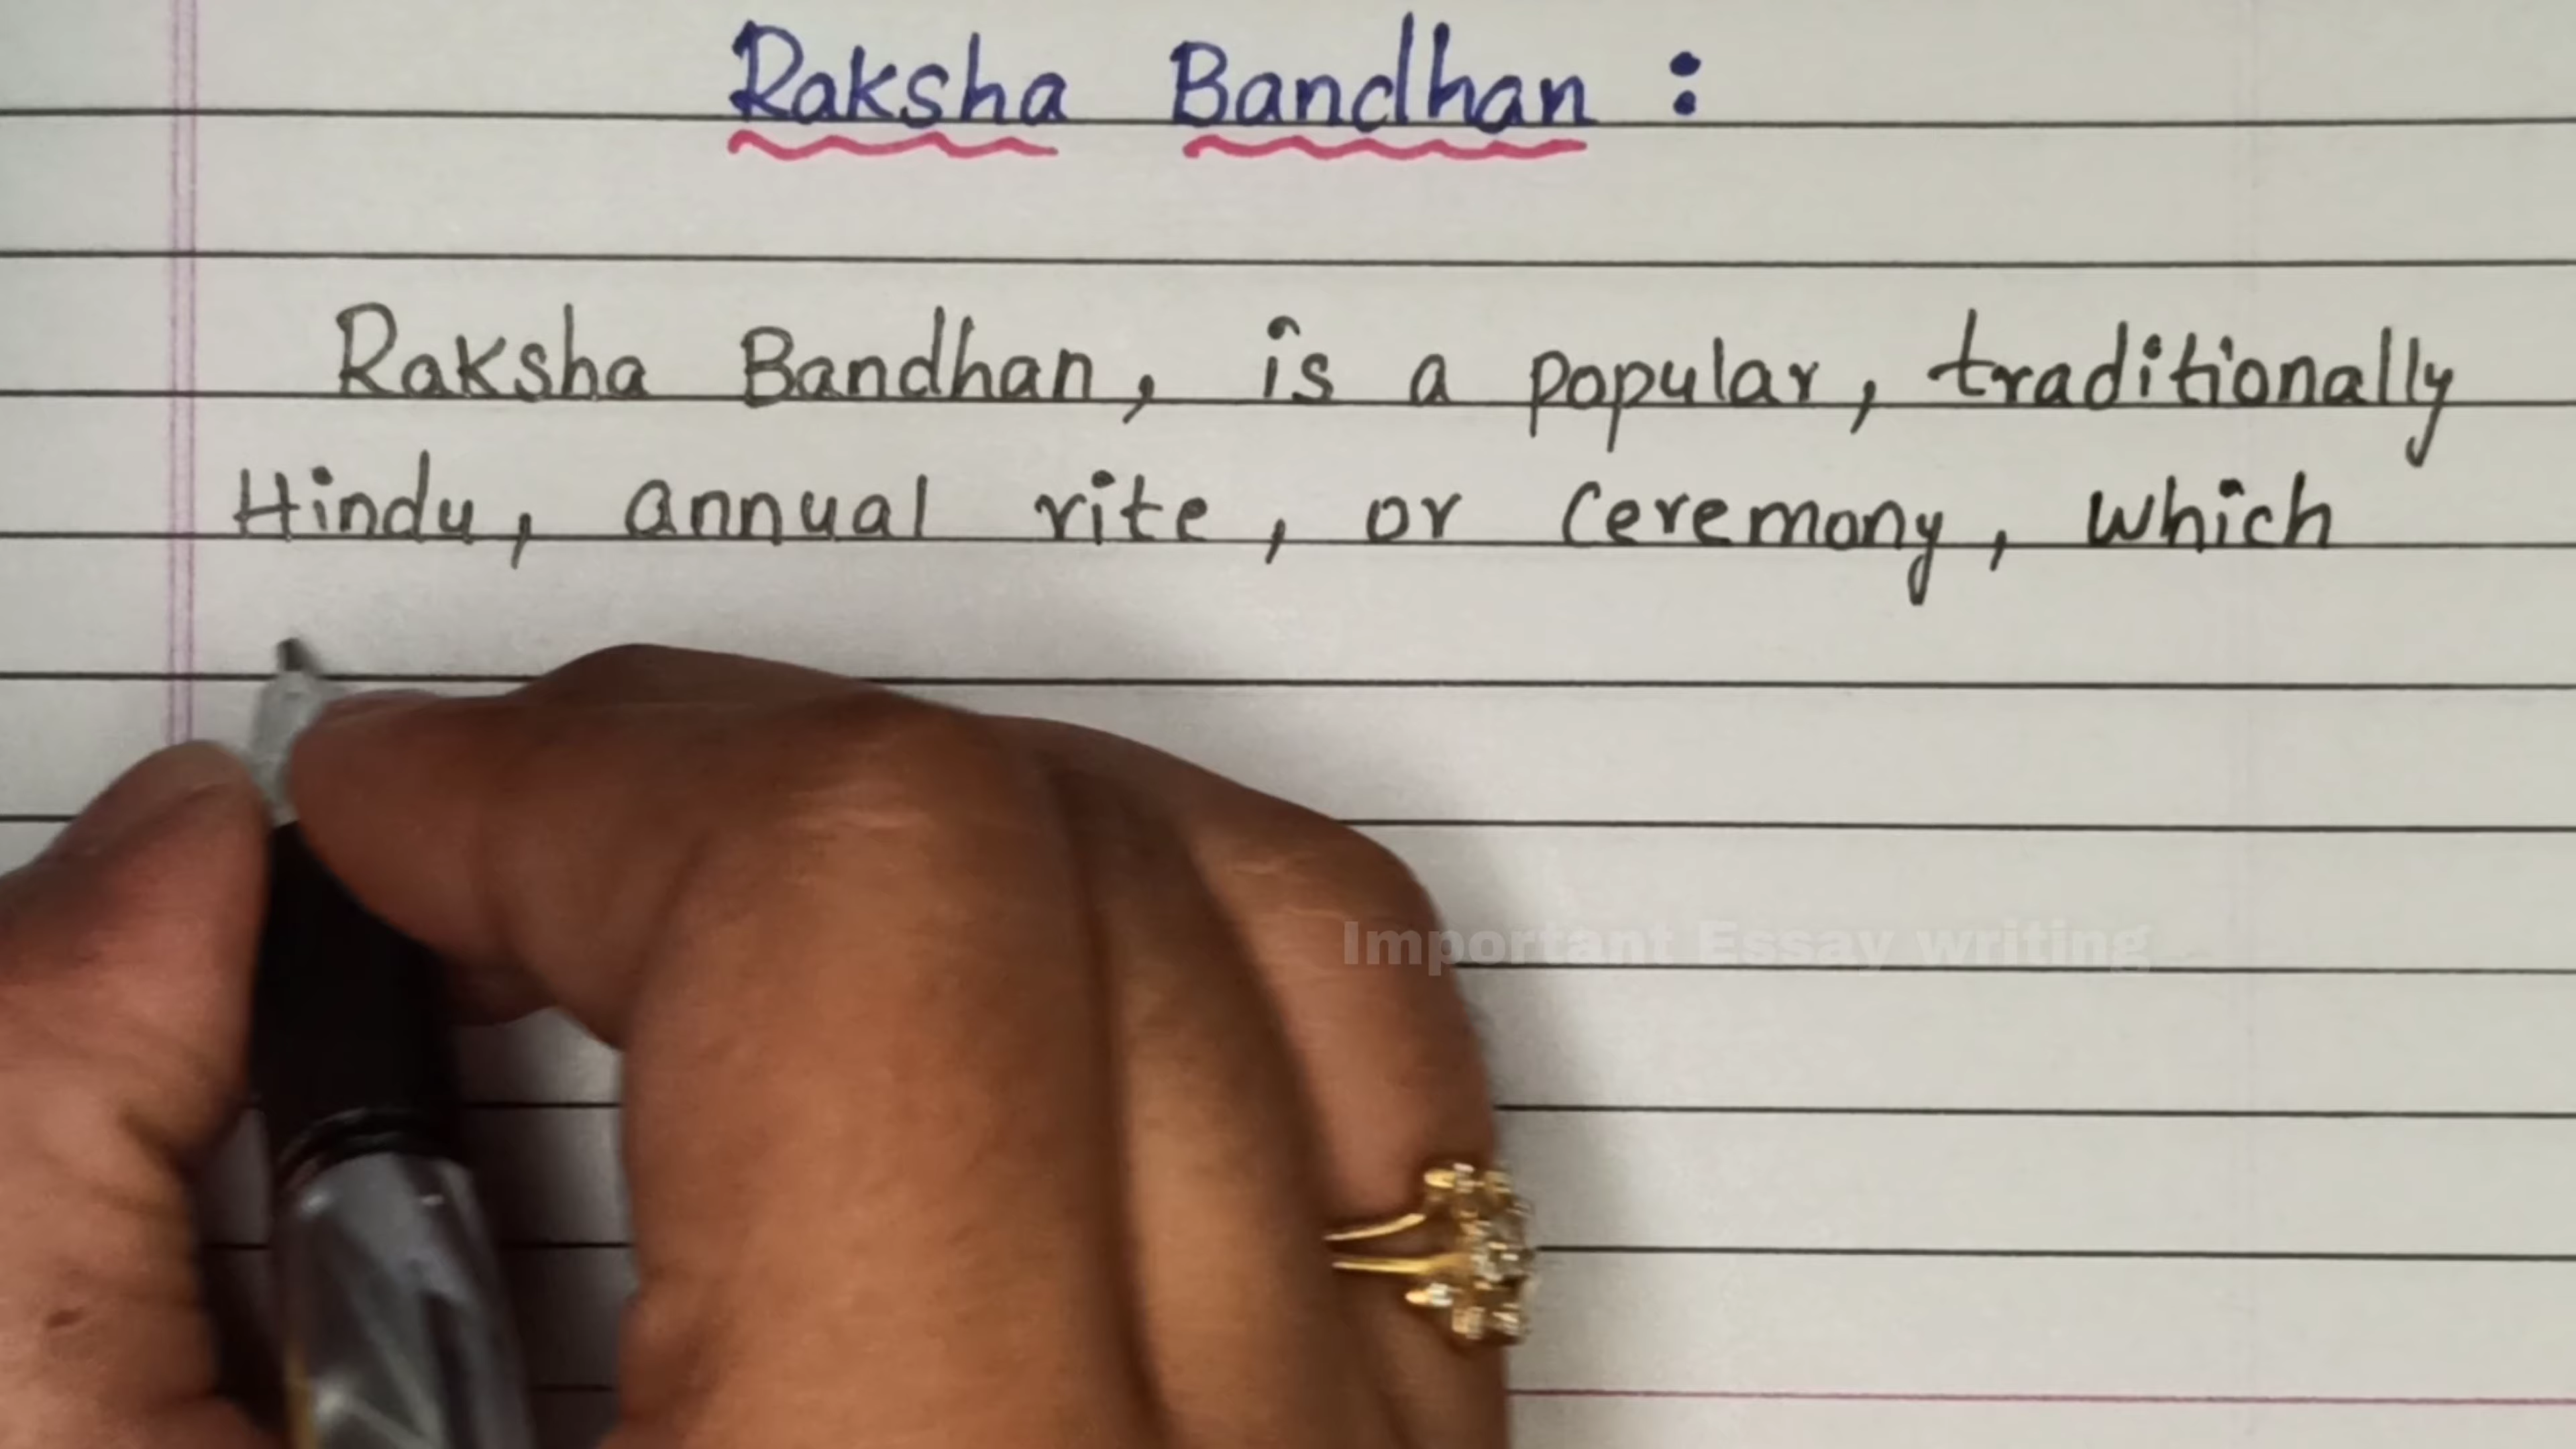 Raksha Bandhan :
Raksha Bandhan, is a popular, traditionally
Hindu, annual rite, or Ceremony, which
Important Essay writing